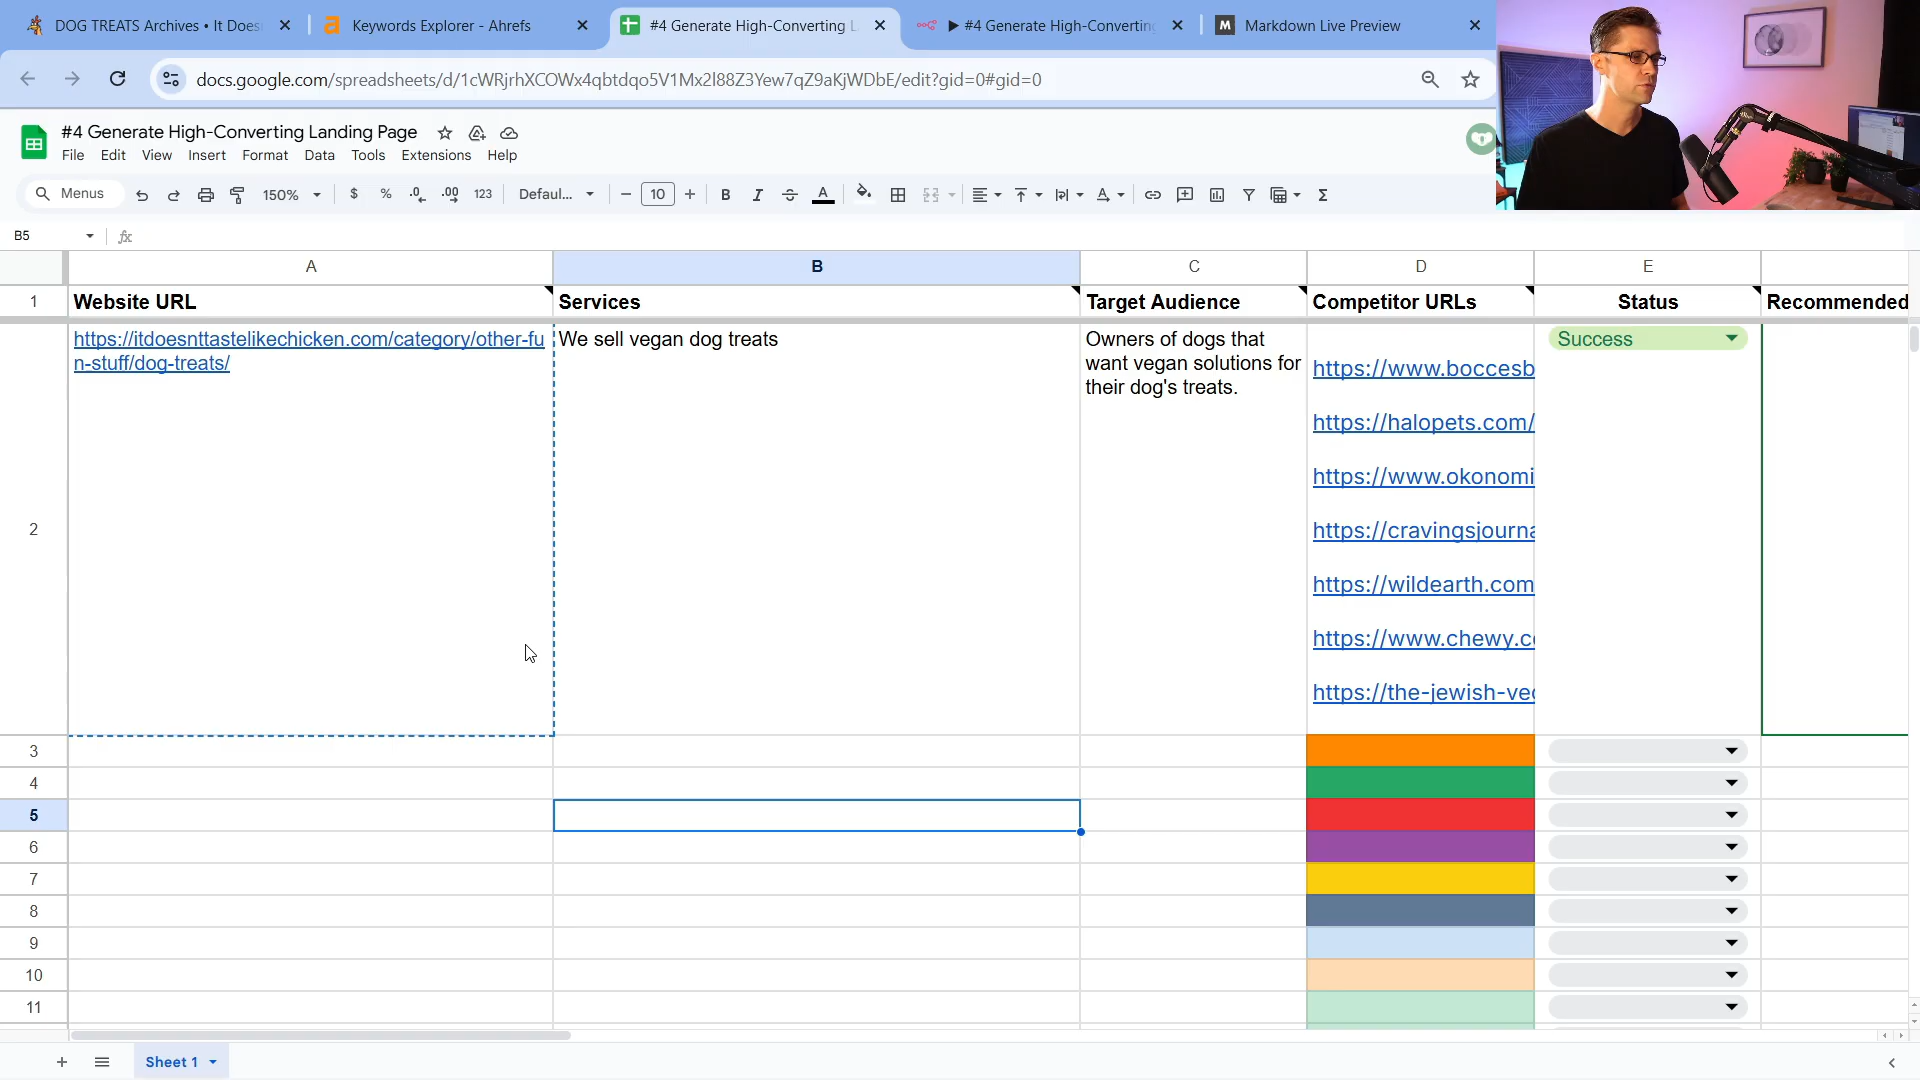 DOG TREATS Archives • It Does
Keywords Explorer - Ahrefs
#4 Generate High-Converting L
#4 Generate High-Converting
M
Markdown Live Preview
docs.google.com/spreadsheets/d/1cWRjrhXCOWx4qbtdqo5V1Mx2l88Z3Yew7qZ9aKjWDbE/edit?gid=0#gid=0
#4 Generate High-Converting Landing Page
File Edit View Insert Format Data Tools Extensions Help
Menus 150% $ % .0 .00 123 Defaul... 10 B I A Σ
B5 fx
A B C D E
1 Website URL Services Target Audience Competitor URLs Status Recommended
https://itdoesnttastelikechicken.com/category/other-fu
n-stuff/dog-treats/
We sell vegan dog treats
Owners of dogs that
want vegan solutions for
their dog's treats.
https://www.boccesb
https://halopets.com/
https://www.okonomi
https://cravingsjourna
https://wildearth.com
https://www.chewy.c
https://the-jewish-ve
Success
2
3
4
5
6
7
8
9
10
11
Sheet 1